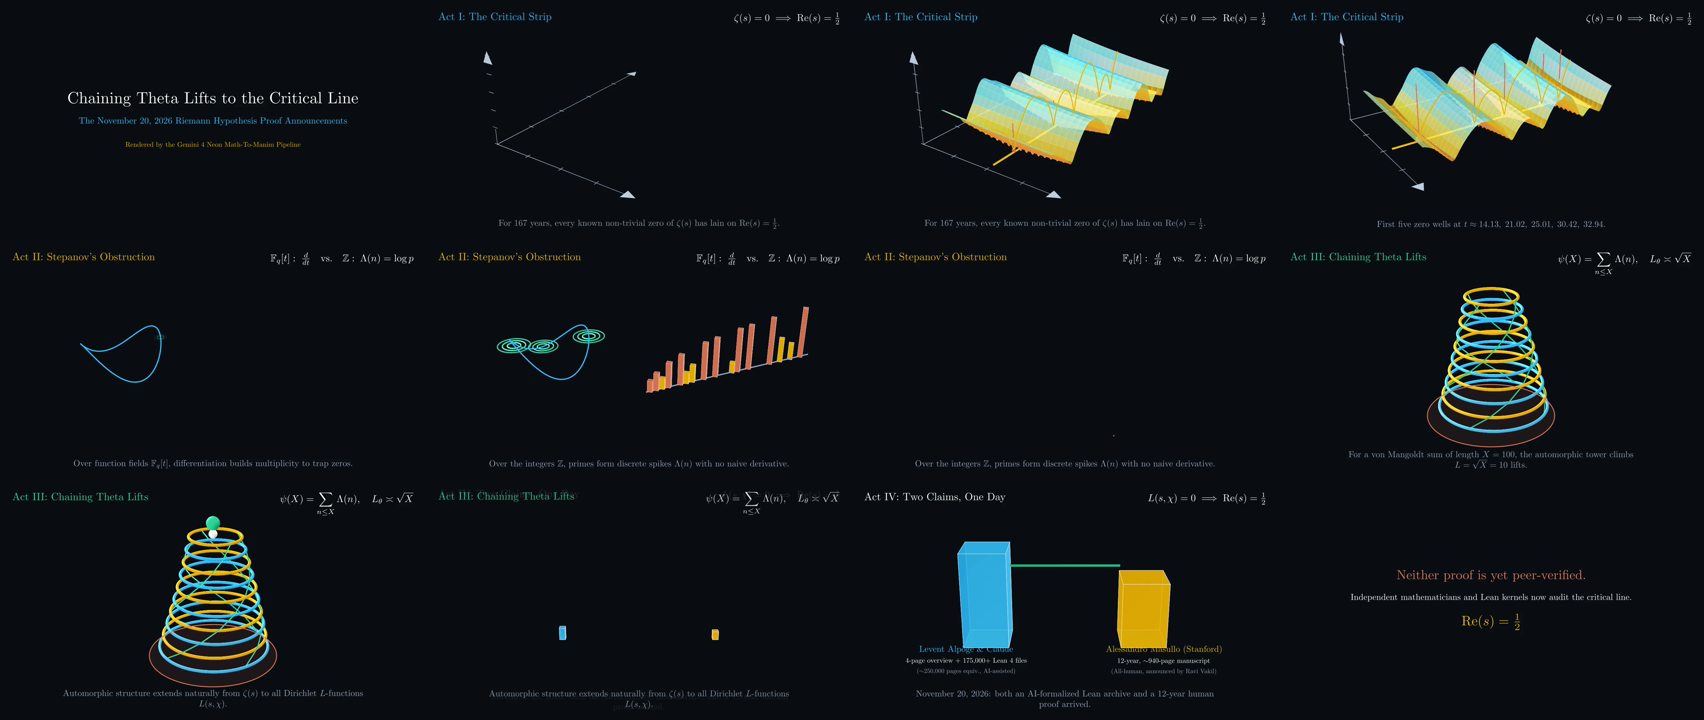 Chaining Theta Lifts to the Critical Line
The November 20, 2026 Riemann Hypothesis Proof Announcements
Rendered by the Gemini 4 Neon Math-To-Manim Pipeline
Act I: The Critical Strip
ζ(s) = 0 ⟹ Re(s) = 1/2
For 167 years, every known non-trivial zero of ζ(s) has lain on Re(s) = 1/2.
Act I: The Critical Strip
ζ(s) = 0 ⟹ Re(s) = 1/2
For 167 years, every known non-trivial zero of ζ(s) has lain on Re(s) = 1/2.
Act I: The Critical Strip
ζ(s) = 0 ⟹ Re(s) = 1/2
First five zero wells at t ≈ 14.13, 21.02, 25.01, 30.42, 32.94.
Act II: Stepanov's Obstruction
𝔽_q[t] : d/dt vs. ℤ : Λ(n) = log p
Over function fields 𝔽_q[t], differentiation builds multiplicity to trap zeros.
Act II: Stepanov's Obstruction
𝔽_q[t] : d/dt vs. ℤ : Λ(n) = log p
Over the integers ℤ, primes form discrete spikes Λ(n) with no naive derivative.
Act II: Stepanov's Obstruction
𝔽_q[t] : d/dt vs. ℤ : Λ(n) = log p
Over the integers ℤ, primes form discrete spikes Λ(n) with no naive derivative.
Act III: Chaining Theta Lifts
ψ(X) = ∑_{n≤X} Λ(n), L_θ ≍ √X
For a von Mangoldt sum of length X = 100, the automorphic tower climbs
L = √X = 10 lifts.
Act III: Chaining Theta Lifts
ψ(X) = ∑_{n≤X} Λ(n), L_θ ≍ √X
Automorphic structure extends naturally from ζ(s) to all Dirichlet L-functions
L(s, χ).
Act III: Chaining Theta Lifts
ψ(X) = ∑_{n≤X} Λ(n), L_θ ≍ √X
Automorphic structure extends naturally from ζ(s) to all Dirichlet L-functions
L(s, χ).
Act IV: Two Claims, One Day
L(s, χ) = 0 ⟹ Re(s) = 1/2
Levent Alpöge & Claude
4-page overview + 175,000+ Lean 4 files
(~250,000 pages equiv., AI-assisted)
Alessandro Masullo (Stanford)
12-year, ~940-page manuscript
(All-human, announced by Ravi Vakil)
November 20, 2026: both an AI-formalized Lean archive and a 12-year human
proof arrived.
Neither proof is yet peer-verified.
Independent mathematicians and Lean kernels now audit the critical line.
Re(s) = 1/2